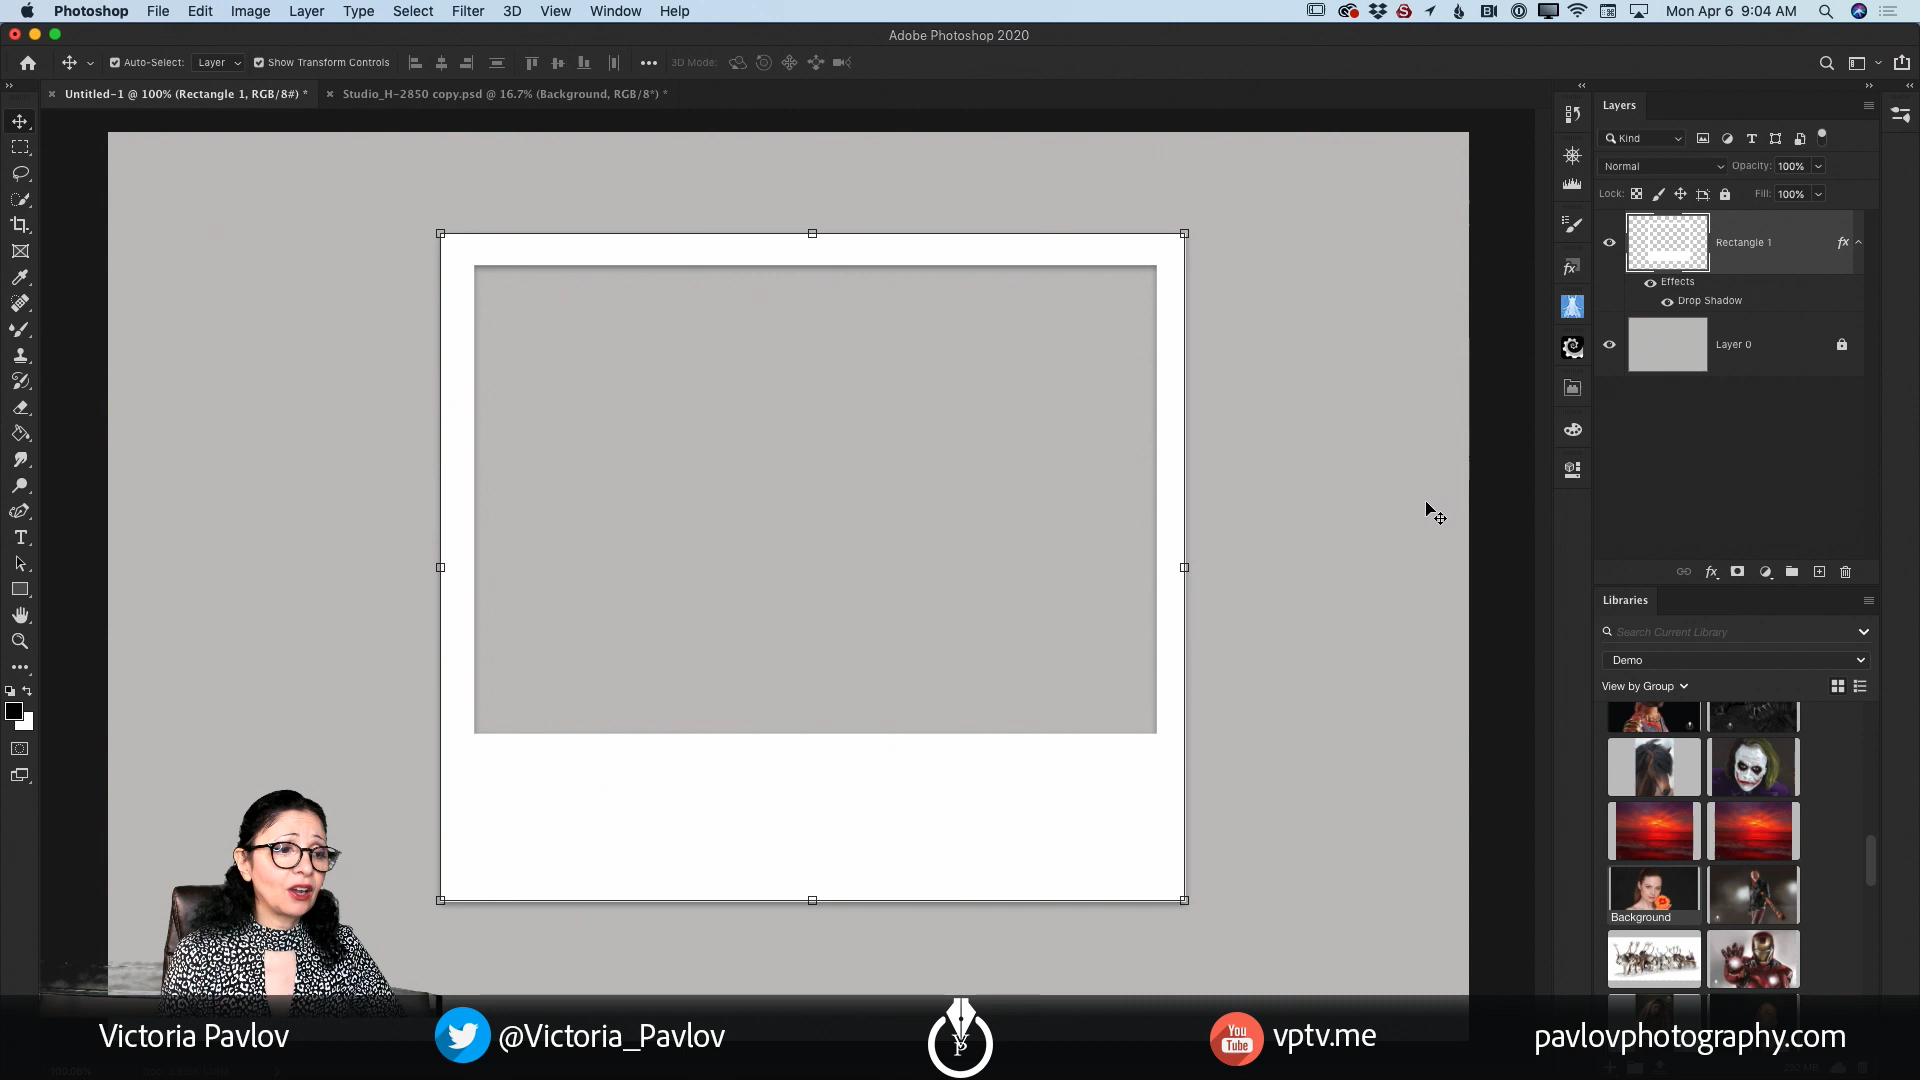 Photoshop File Edit Image Layer Type Select Filter 3D View Window Help Mon Apr 6 9:04 AM
Adobe Photoshop 2020
Auto-Select: Layer Show Transform Controls 3D Mode:
Untitled-1 @ 100% (Rectangle 1, RGB/8#) * Studio_H-2850 copy.psd @ 16.7% (Background, RGB/8*) *
Layers
Kind
Normal Opacity: 100%
Lock: Fill: 100%
Rectangle 1 fx
Effects
Drop Shadow
Layer 0
Libraries
Search Current Library
Demo
View by Group
Background
Victoria Pavlov @Victoria_Pavlov You Tube vptv.me pavlovphotography.com